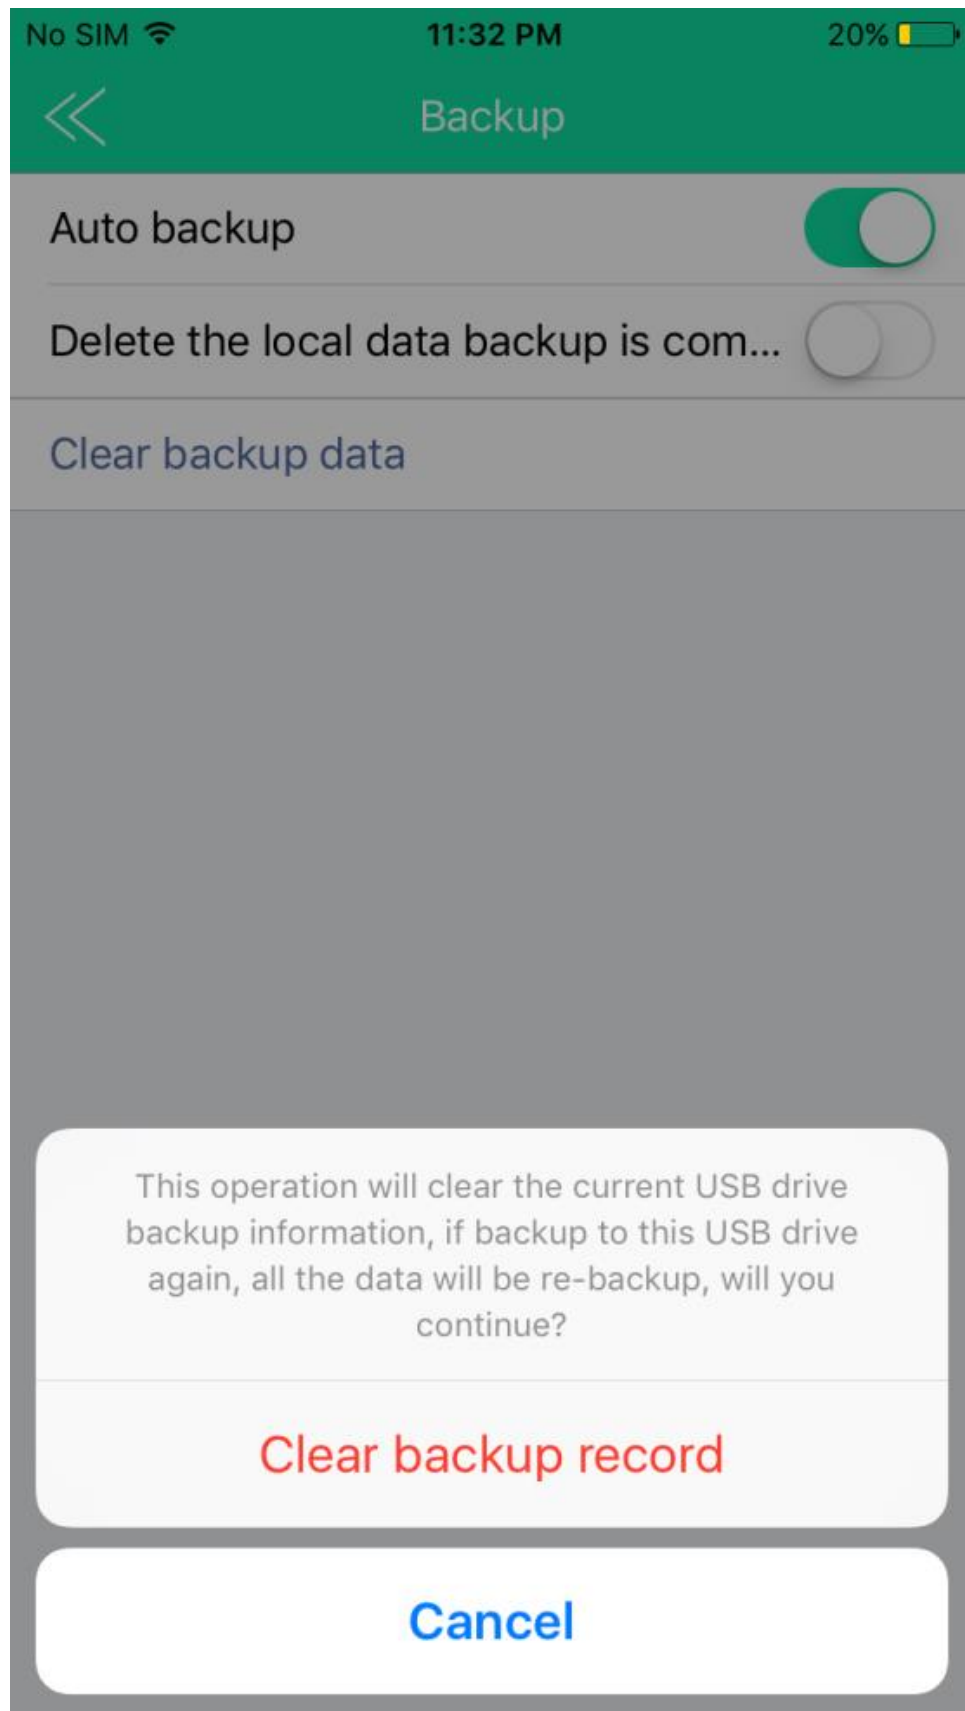 No SIM 11:32 PM 20%
Backup
Auto backup
Delete the local data backup is com...
Clear backup data
This operation will clear the current USB drive
backup information, if backup to this USB drive
again, all the data will be re-backup, will you
continue?
Clear backup record
Cancel